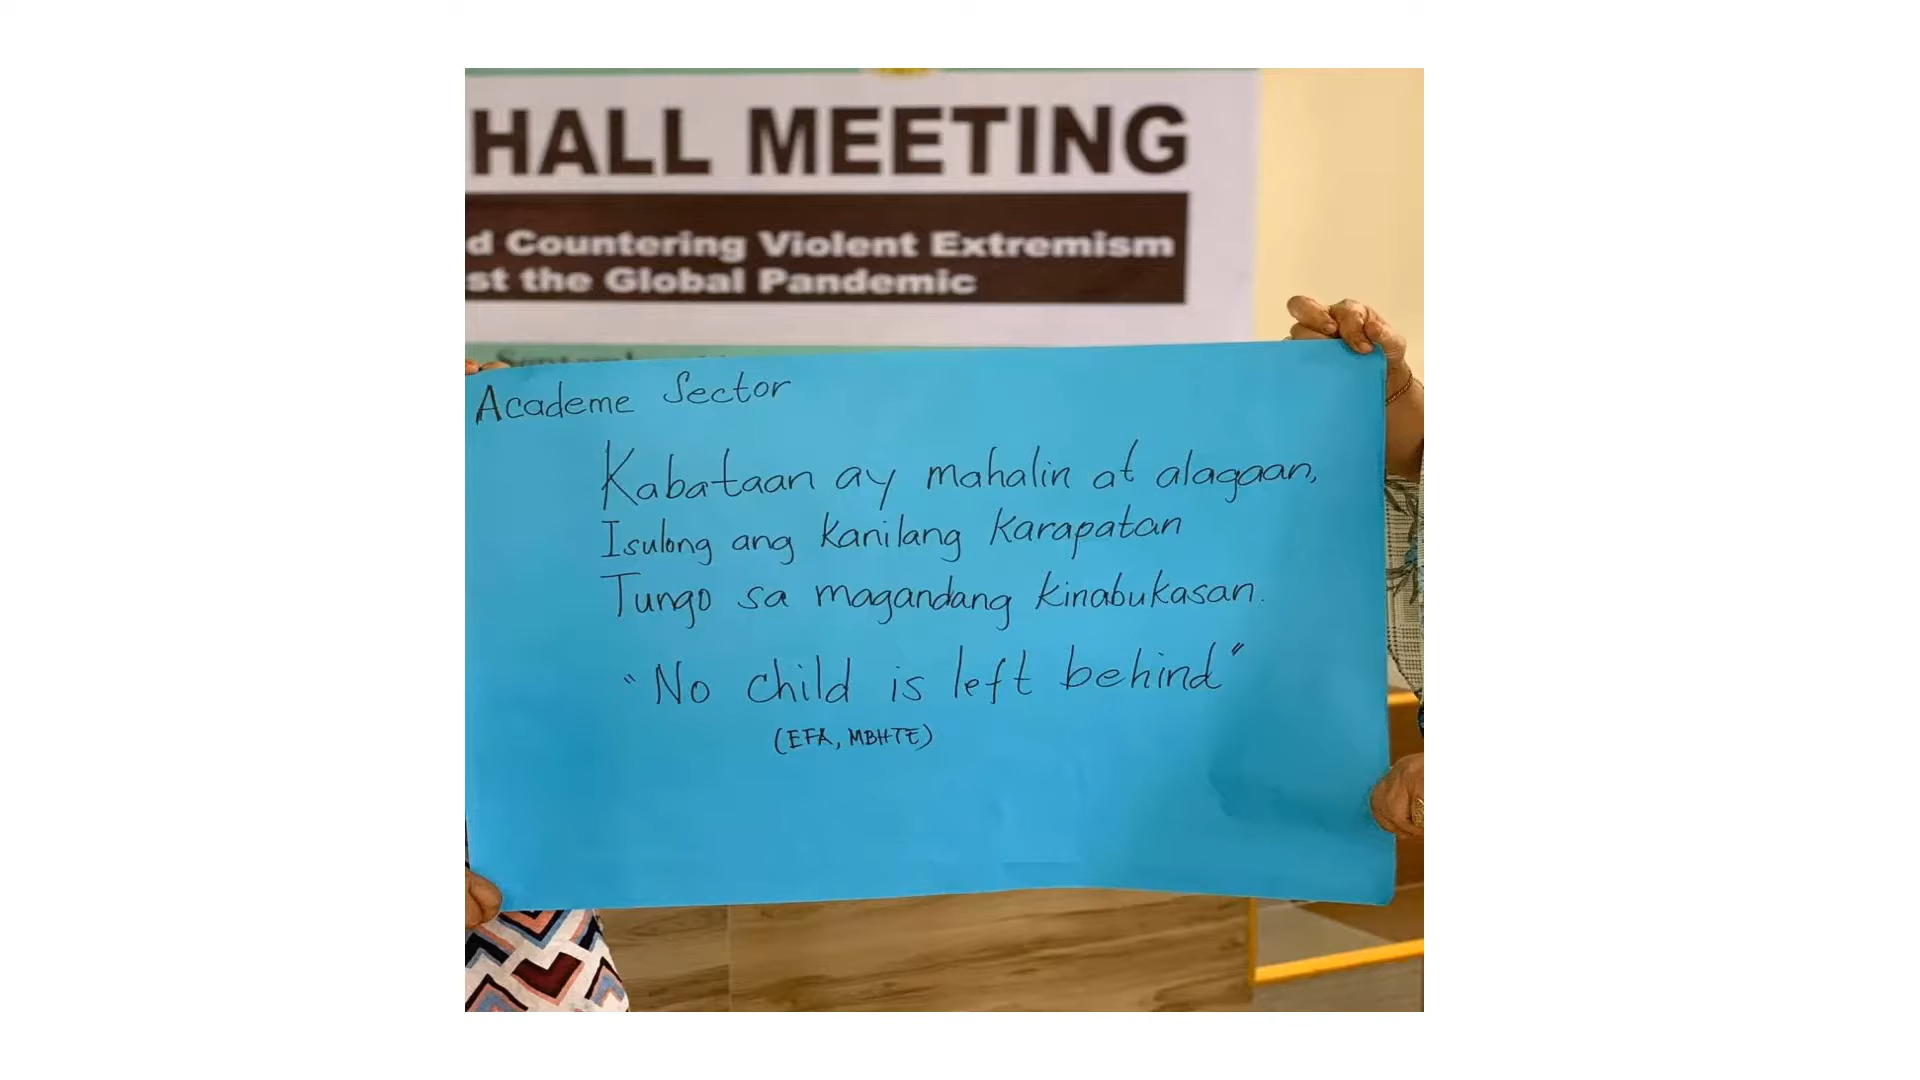 HALL MEETING
d Countering Violent Extremism
st the Global Pandemic
Academe Sector
Kabataan ay mahalin at alagaan,
Isulong ang kanilang karapatan
Tungo sa magandang kinabukasan.
"No child is left behind"
(EFA, MBHTE)